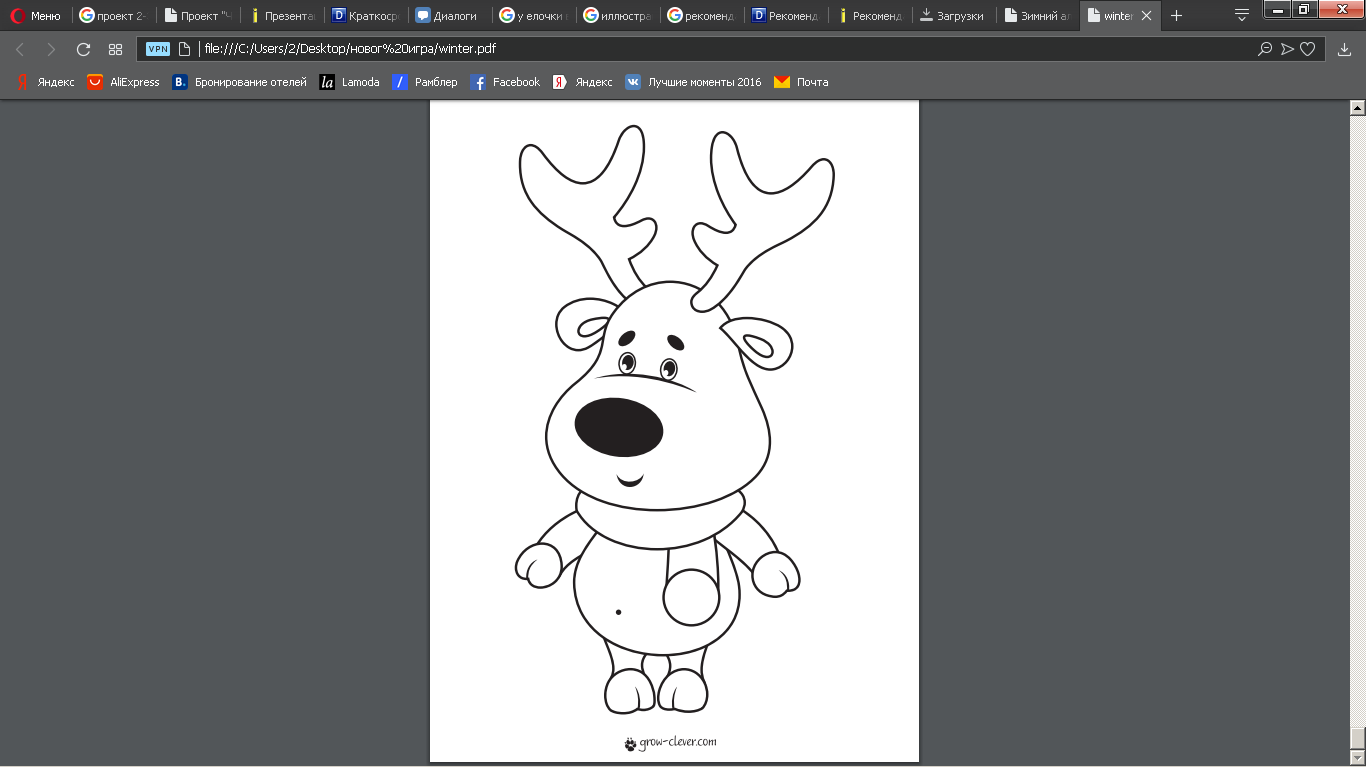 Меню
проект 2-
Проект "Ч
Презента
Краткоср
Диалоги
у елочки
иллюстра
рекоменд
Рекоменд
Рекоменд
Загрузки
Зимний ал
winter
VPN
file:///C:/Users/2/Desktop/новог%20игра/winter.pdf
Яндекс
AliExpress
Бронирование отелей
Lamoda
Рамблер
Facebook
Яндекс
Лучшие моменты 2016
Почта
grow-clever.com